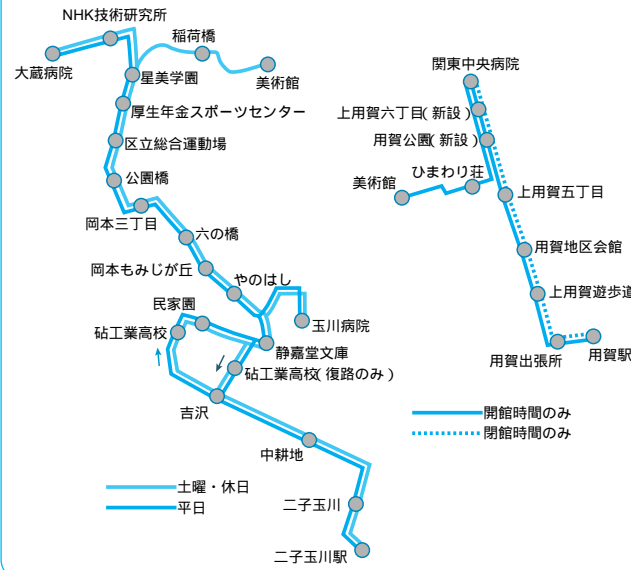 NHK技術研究所
稲荷橋
大蔵病院
星美学園
美術館
厚生年金スポーツセンター
区立総合運動場
公園橋
岡本三丁目
六の橋
岡本もみじが丘
やのはし
民家園
玉川病院
砧工業高校
静嘉堂文庫
砧工業高校(復路のみ)
吉沢
中耕地
土曜・休日
平日
二子玉川
二子玉川駅
関東中央病院
上用賀六丁目(新設)
用賀公園(新設)
ひまわり荘
美術館
上用賀五丁目
用賀地区会館
上用賀遊歩道
用賀出張所
用賀駅
開館時間のみ
閉館時間のみ